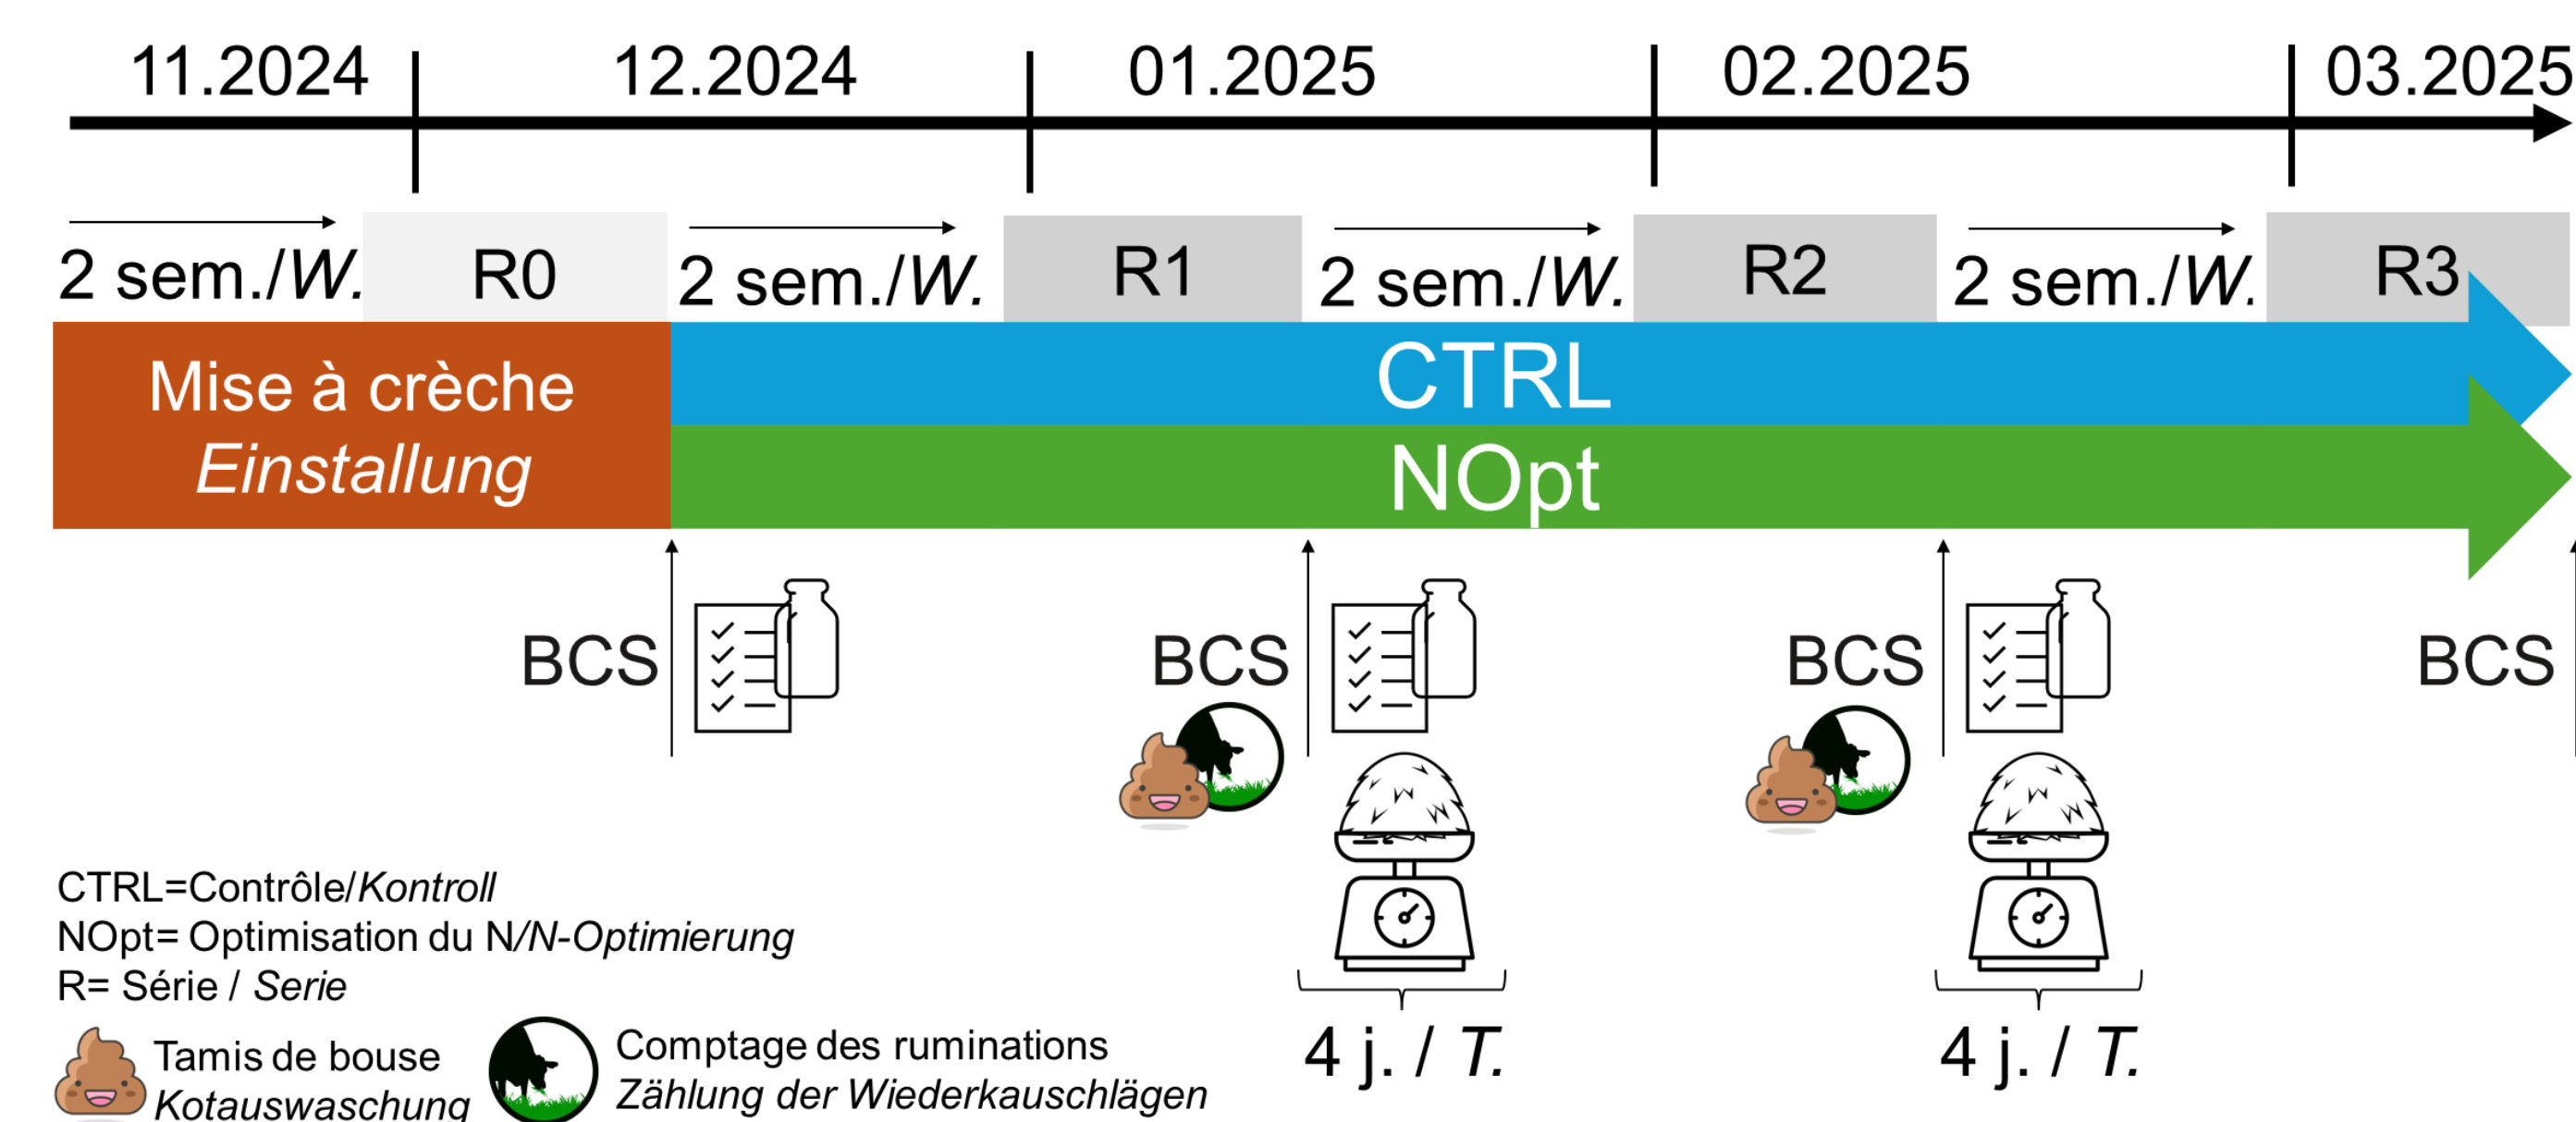 11.2024 12.2024 01.2025 02.2025 03.2025
2 sem./W. R0 2 sem./W. R1 2 sem./W. R2 2 sem./W. R3
Mise à crèche
Einstallung
CTRL
NOpt
BCS BCS BCS BCS
4 j. / T. 4 j. / T.
CTRL=Contrôle/Kontroll
NOpt= Optimisation du N/N-Optimierung
R= Série / Serie
Tamis de bouse
Kotauswaschung
Comptage des ruminations
Zählung der Wiederkauschlägen